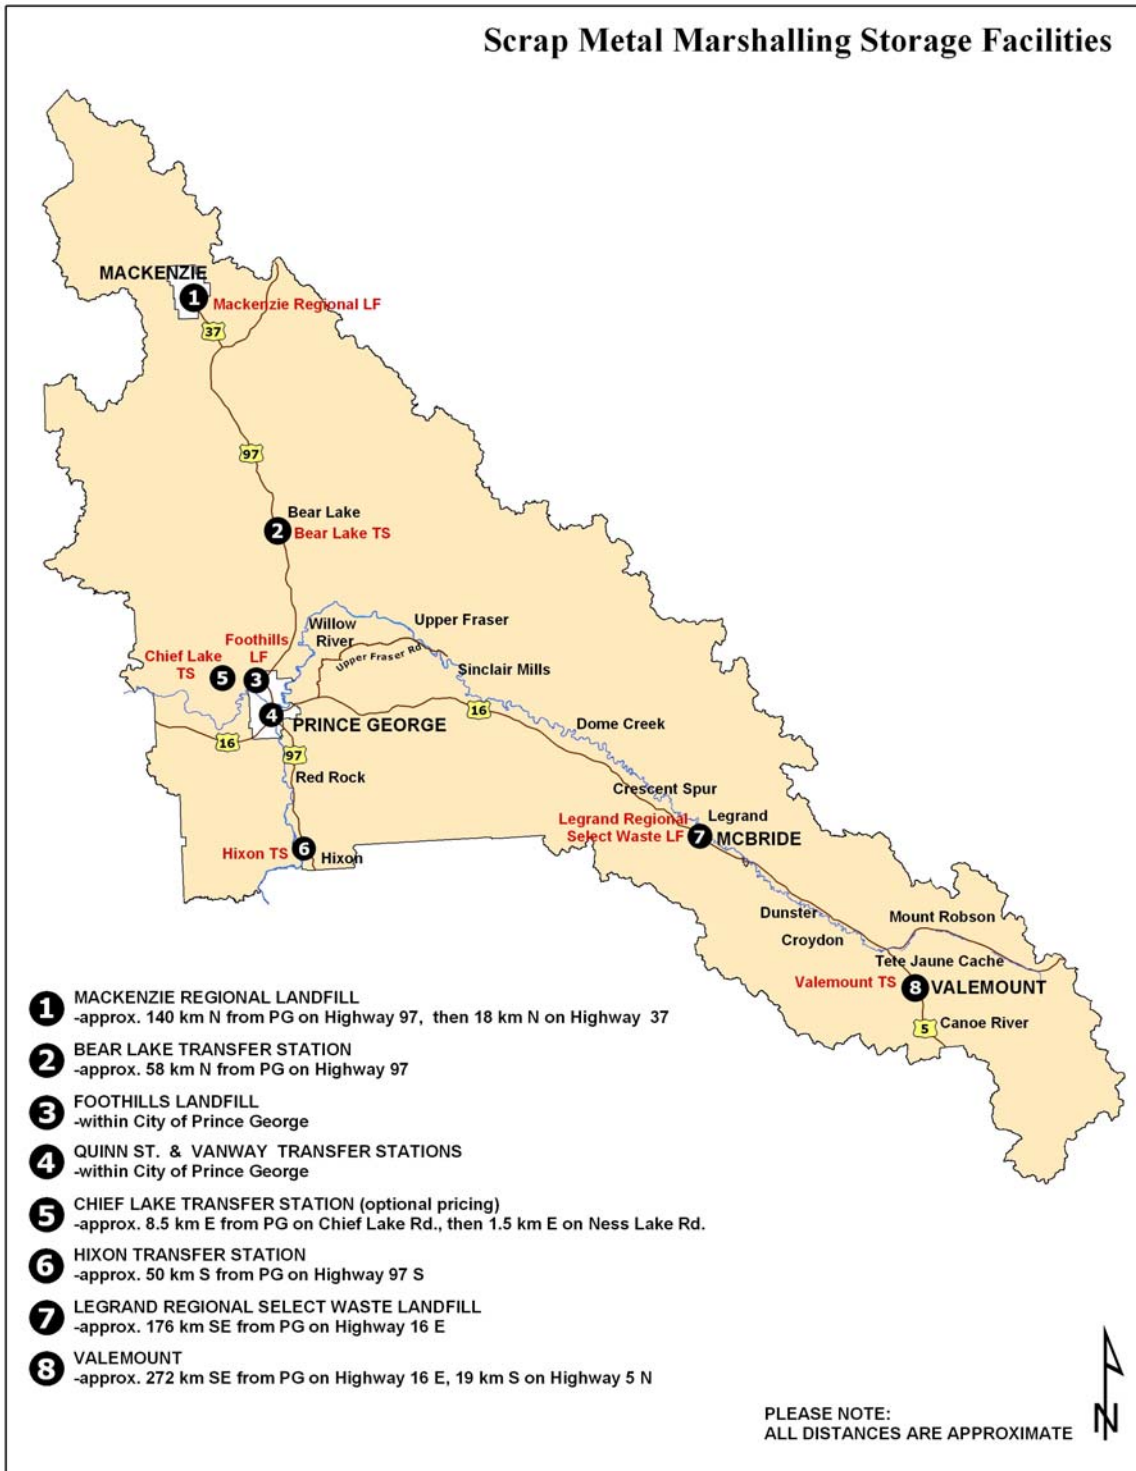 Scrap Metal Marshalling Storage Facilities
MACKENZIE
1
Mackenzie Regional LF
37
97
Bear Lake
2
Bear Lake TS
Willow
River
Upper Fraser
Upper Fraser Rd
Sinclair Mills
Foothills
LF
Chief Lake
TS
5
3
4
PRINCE GEORGE
16
16
97
Red Rock
Dome Creek
Crescent Spur
Legrand
Legrand Regional
Select Waste LF
7
MCBRIDE
Hixon TS
6
Hixon
Dunster
Croydon
Mount Robson
Tete Jaune Cache
Valemount TS
8
VALEMOUNT
5
Canoe River
1 MACKENZIE REGIONAL LANDFILL
-approx. 140 km N from PG on Highway 97, then 18 km N on Highway 37
2 BEAR LAKE TRANSFER STATION
-approx. 58 km N from PG on Highway 97
3 FOOTHILLS LANDFILL
-within City of Prince George
4 QUINN ST. & VANWAY TRANSFER STATIONS
-within City of Prince George
5 CHIEF LAKE TRANSFER STATION (optional pricing)
-approx. 8.5 km E from PG on Chief Lake Rd., then 1.5 km E on Ness Lake Rd.
6 HIXON TRANSFER STATION
-approx. 50 km S from PG on Highway 97 S
7 LEGRAND REGIONAL SELECT WASTE LANDFILL
-approx. 176 km SE from PG on Highway 16 E
8 VALEMOUNT
-approx. 272 km SE from PG on Highway 16 E, 19 km S on Highway 5 N
PLEASE NOTE:
ALL DISTANCES ARE APPROXIMATE
N